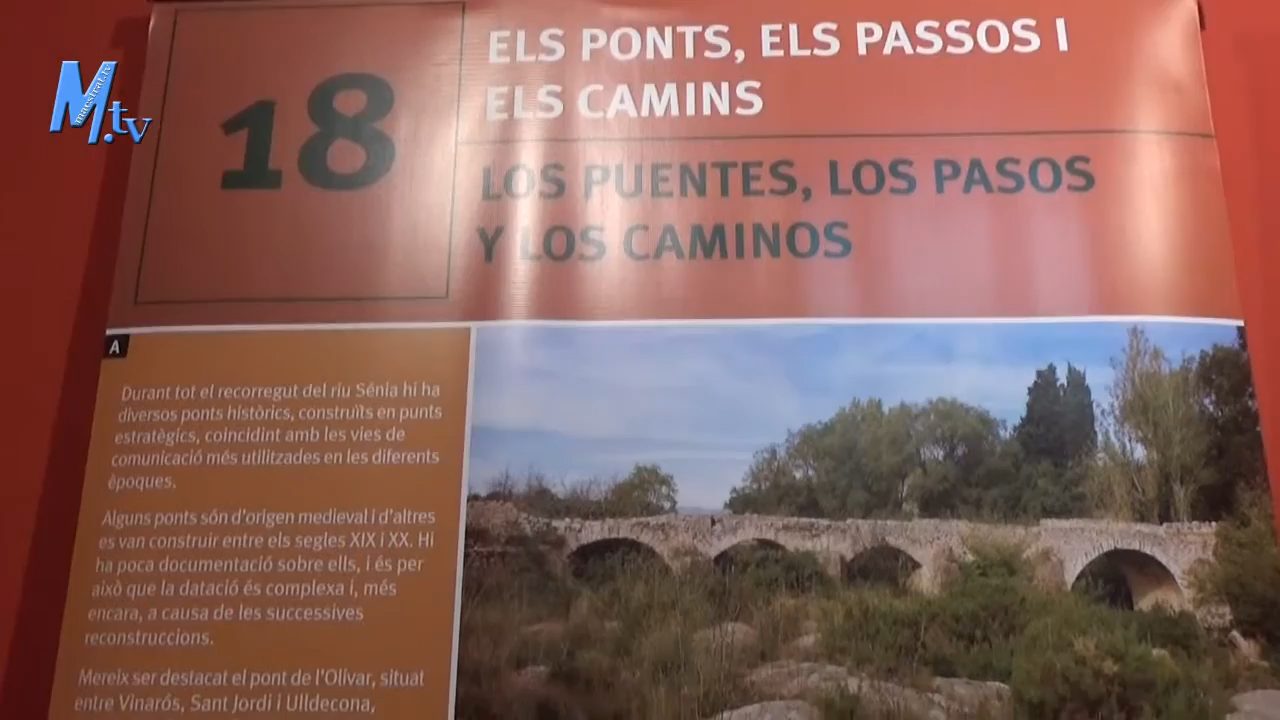 M.tv
maestrat.tv
18
ELS PONTS, ELS PASSOS I
ELS CAMINS
LOS PUENTES, LOS PASOS
Y LOS CAMINOS
A
Durant tot el recorregut del riu Sénia hi ha
diversos ponts històrics, construïts en punts
estratègics, coincidint amb les vies de
comunicació més utilitzades en les diferents
èpoques.
Alguns ponts són d'origen medieval i d'altres
es van construir entre els segles XIX i XX. Hi
ha poca documentació sobre ells, i és per
això que la datació és complexa i, més
encara, a causa de les successives
reconstruccions.
Mereix ser destacat el pont de l'Olivar, situat
entre Vinaròs, Sant Jordi i Ulldecona,